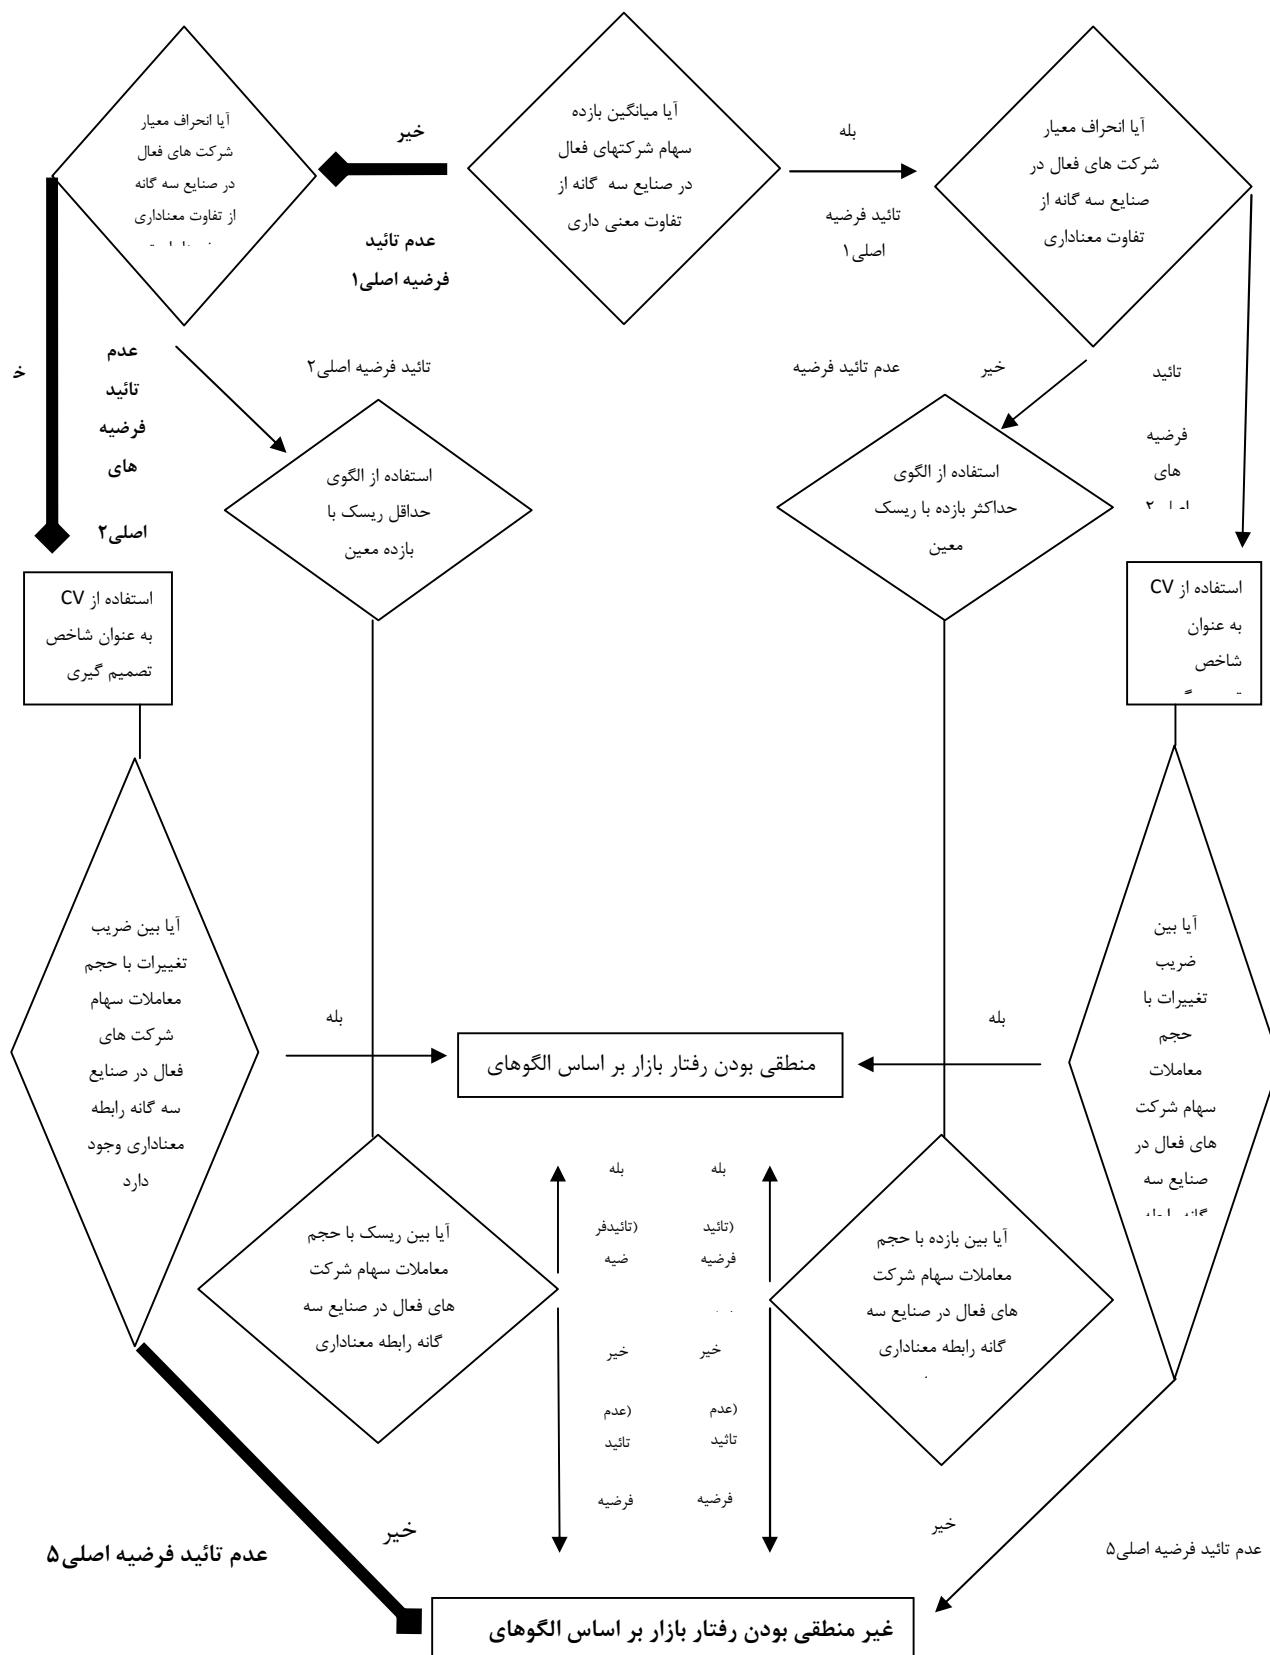 آیا میانگین بازده
سهام شرکتهای فعال
در صنایع سه گانه از
تفاوت معنی داری
بله
تائید فرضیه
اصلی۱
آیا انحراف معیار
شرکت های فعال در
صنایع سه گانه از
تفاوت معناداری
خیر
عدم تائید
فرضیه اصلی۱
آیا انحراف معیار
شرکت های فعال
در صنایع سه گانه
از تفاوت معناداری
تائید
فرضیه
های
خیر
عدم تائید فرضیه
تائید فرضیه اصلی۲
عدم
تائید
فرضیه
های
اصلی۲
استفاده از الگوی
حداکثر بازده با ریسک
معین
استفاده از الگوی
حداقل ریسک با
بازده معین
استفاده از CV
به عنوان
شاخص
استفاده از CV
به عنوان شاخص
تصمیم گیری
آیا بین
ضریب
تغییرات با
حجم
معاملات
سهام شرکت
های فعال در
صنایع سه
آیا بین ضریب
تغییرات با حجم
معاملات سهام
شرکت های
فعال در صنایع
سه گانه رابطه
معناداری وجود
دارد
بله
بله
منطقی بودن رفتار بازار بر اساس الگوهای
آیا بین بازده با حجم
معاملات سهام شرکت
های فعال در صنایع سه
گانه رابطه معناداری
بله
(تائید
فرضیه
خیر
(عدم
تائید
فرضیه
بله
(تائیدفر
ضیه
خیر
(عدم
تائید
فرضیه
آیا بین ریسک با حجم
معاملات سهام شرکت
های فعال در صنایع سه
گانه رابطه معناداری
خیر
عدم تائید فرضیه اصلی۵
خیر
عدم تائید فرضیه اصلی۵
غیر منطقی بودن رفتار بازار بر اساس الگوهای